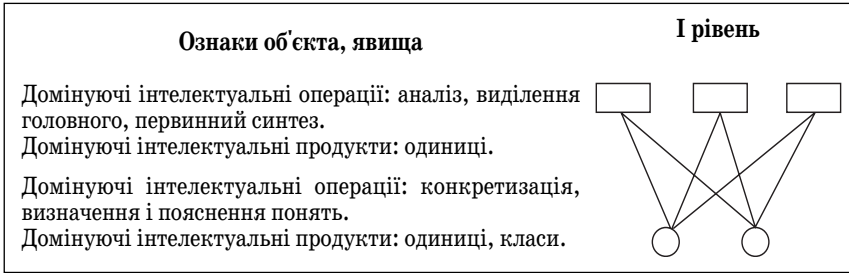 Ознаки об'єкта, явища
І рівень
Домінуючі інтелектуальні операції: аналіз, виділення
головного, первинний синтез.
Домінуючі інтелектуальні продукти: одиниці.
Домінуючі інтелектуальні операції: конкретизація,
визначення і пояснення понять.
Домінуючі інтелектуальні продукти: одиниці, класи.